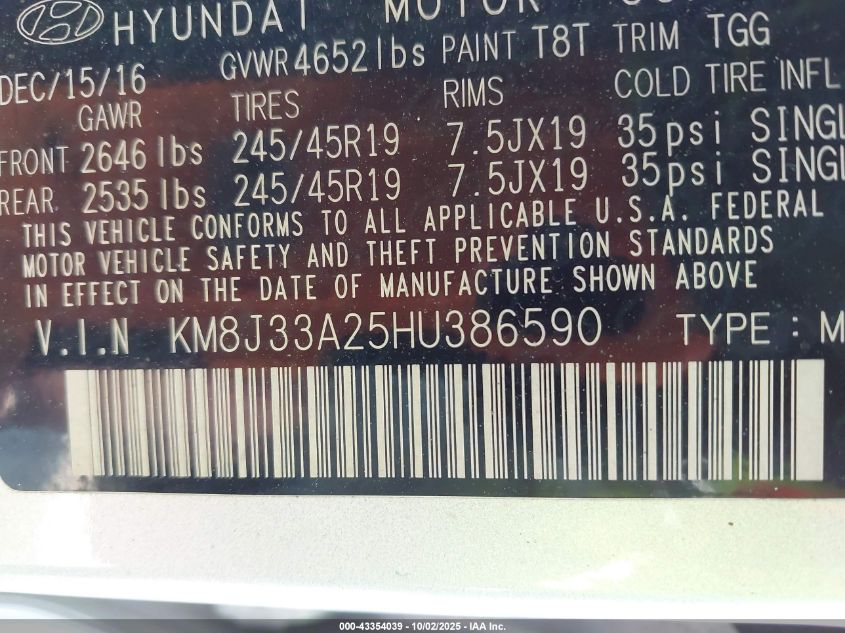 HYUNDAI MOTOR
DEC/15/16 GVWR 4652 lbs PAINT T8T TRIM TGG
GAWR TIRES RIMS COLD TIRE INFL
FRONT 2646 lbs 245/45R19 7.5JX19 35psi SINGL
REAR 2535 lbs 245/45R19 7.5JX19 35psi SINGL
THIS VEHICLE CONFORMS TO ALL APPLICABLE U.S.A. FEDERAL
MOTOR VEHICLE SAFETY AND THEFT PREVENTION STANDARDS
IN EFFECT ON THE DATE OF MANUFACTURE SHOWN ABOVE
V.I.N KM8J33A25HU386590 TYPE : M
000-43354039 - 10/02/2025 - IAA Inc.